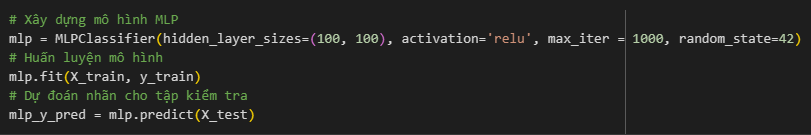 # Xây dựng mô hình MLP
mlp = MLPClassifier(hidden_layer_sizes=(100, 100), activation='relu', max_iter = 1000, random_state=42)
# Huấn luyện mô hình
mlp.fit(X_train, y_train)
# Dự đoán nhãn cho tập kiểm tra
mlp_y_pred = mlp.predict(X_test)